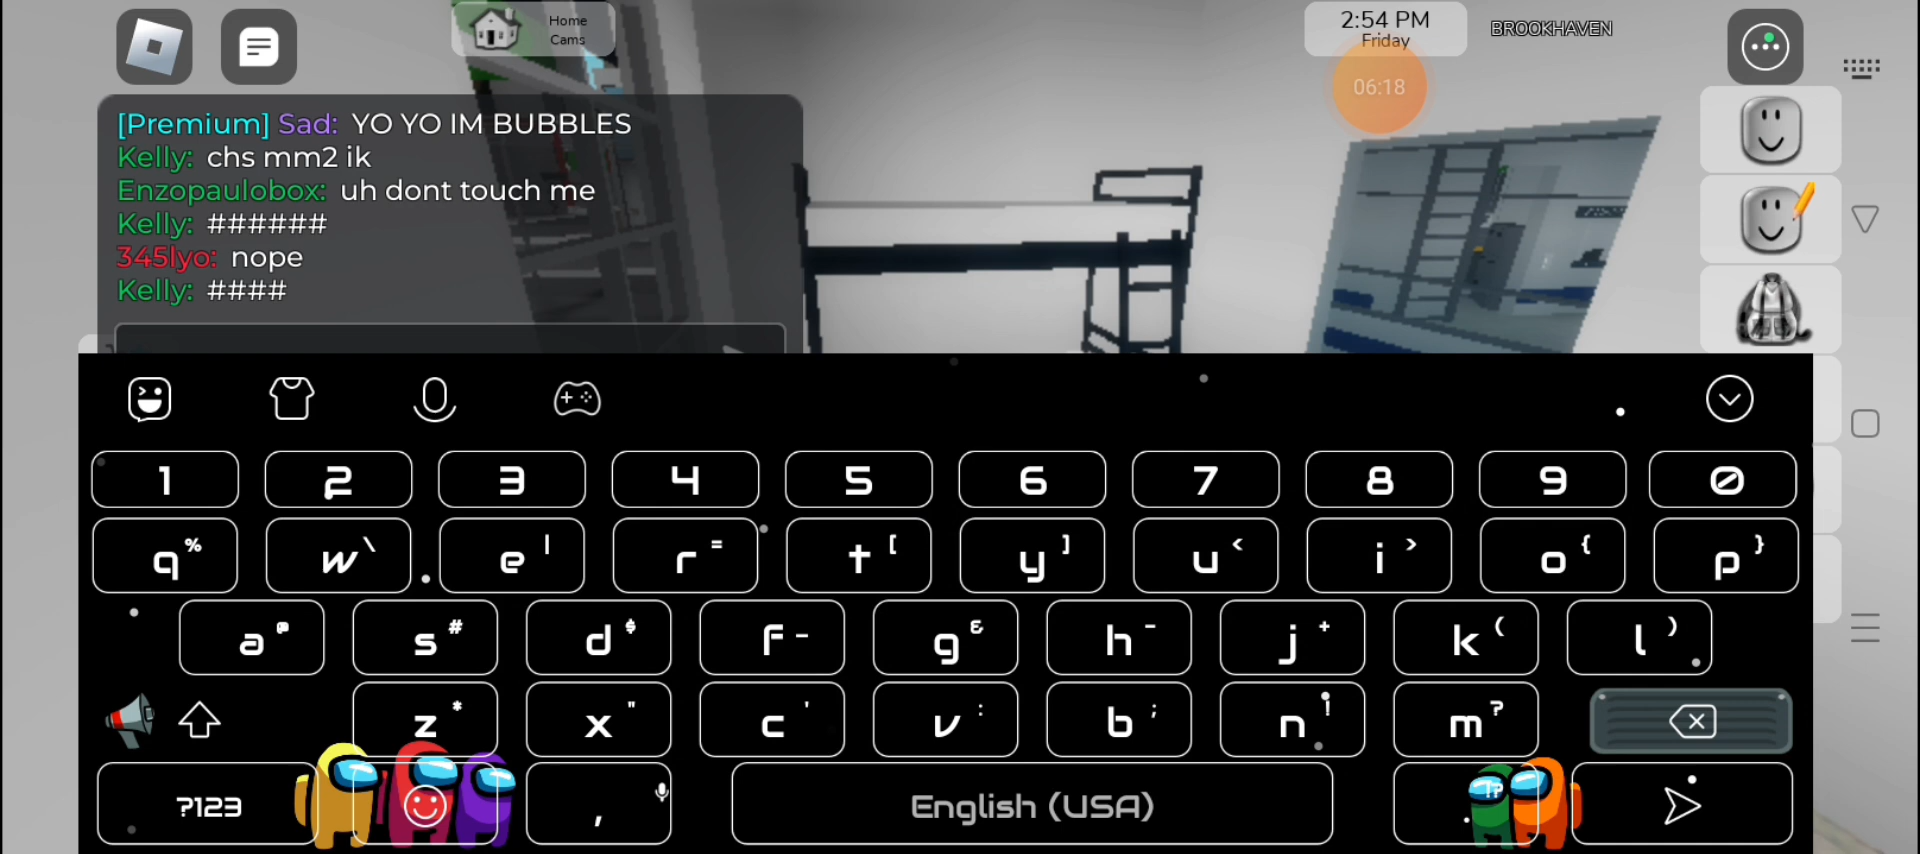 Home
Cams
2:54 PM
Friday
BROOKHAVEN
06:18
[Premium] Sad: YO YO IM BUBBLES
Kelly: chs mm2 ik
Enzopaulobox: uh dont touch me
Kelly: ######
345lyo: nope
Kelly: ####
1 2 3 4 5 6 7 8 9 0
q % w \ e | r = t [ y ] u < i > o { p }
a @ s # d $ f - g & h - j + k ( l )
z * x " c ' v : b ; n ! m ?
?123 , English (USA) . !?